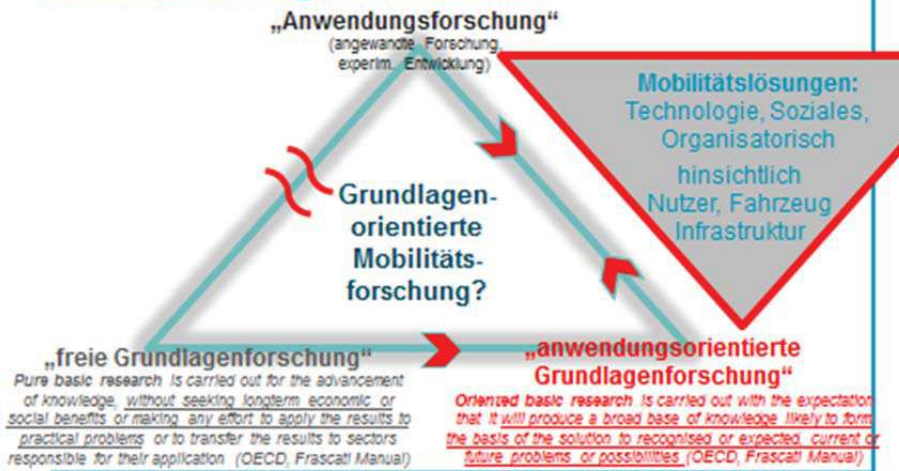 „Anwendungsforschung“
(angewandte Forschung,
experim. Entwicklung)
Mobilitätslösungen:
Technologie, Soziales,
Organisatorisch
hinsichtlich
Nutzer, Fahrzeug
Infrastruktur
Grundlagen-
orientierte
Mobilitäts-
forschung?
„freie Grundlagenforschung“
Pure basic research is carried out for the advancement
of knowledge, without seeking longterm economic or
social benefits or making any effort to apply the results to
practical problems or to transfer the results to sectors
responsible for their application (OECD, Frascati Manual)
„anwendungsorientierte
Grundlagenforschung“
Oriented basic research is carried out with the expectation
that it will produce a broad base of knowledge likely to form
the basis of the solution to recognised or expected, current or
future problems or possibilities (OECD, Frascati Manual)